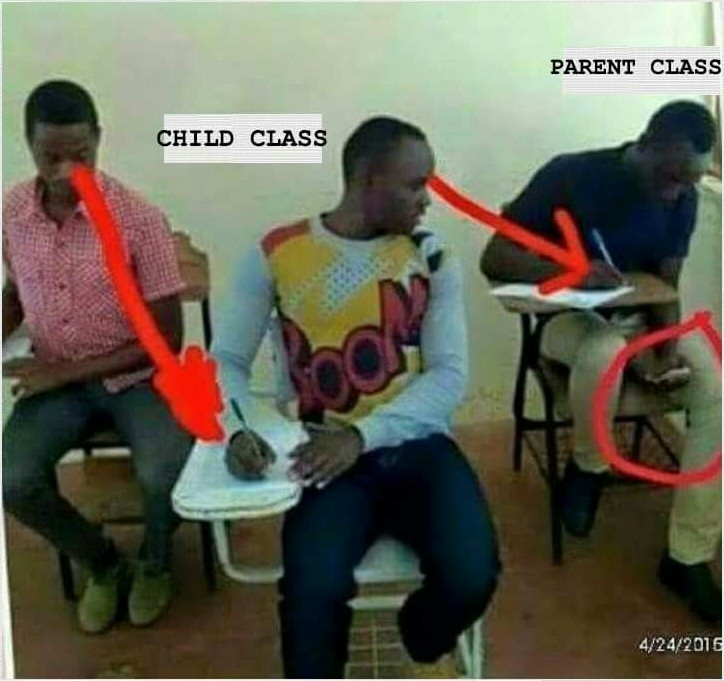 PARENT CLASS
CHILD CLASS
BOOM
4/24/2016